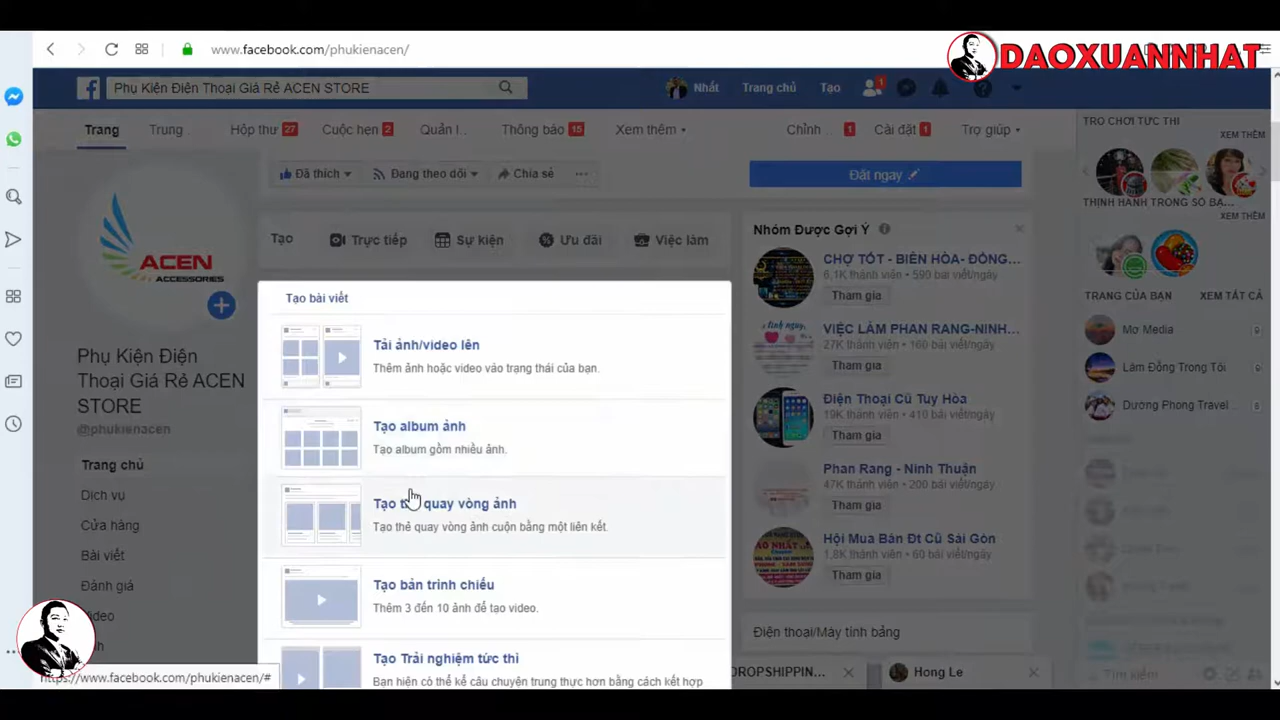 www.facebook.com/phukienacen/
DAOXUANNHAT
Phụ Kiện Điện Thoại Giá Rẻ ACEN STORE
Nhất
Trang chủ
Tạo
1
Trang
Trung ...
Hộp thư 27
Cuộc hẹn 2
Quản l...
Thông báo 15
Xem thêm
Chỉnh ... 1
Cài đặt 1
Trợ giúp
Đã thích
Đang theo dõi
Chia sẻ
...
Đặt ngay
ACEN
ACCESSORIES
Phụ Kiện Điện
Thoại Giá Rẻ ACEN
STORE
@phukienacen
Trang chủ
Dịch vụ
Cửa hàng
Bài viết
Đánh giá
Video
https://www.facebook.com/phukienacen/#
Tạo
Trực tiếp
Sự kiện
Ưu đãi
Việc làm
Tạo bài viết
Tải ảnh/video lên
Thêm ảnh hoặc video vào trạng thái của bạn.
Tạo album ảnh
Tạo album gồm nhiều ảnh.
Tạo thẻ quay vòng ảnh
Tạo thẻ quay vòng ảnh cuộn bằng một liên kết.
Tạo bản trình chiếu
Thêm 3 đến 10 ảnh để tạo video.
Tạo Trải nghiệm tức thì
Bạn hiện có thể kể câu chuyện trung thực hơn bằng cách kết hợp
Nhóm Được Gợi Ý
CHỢ TỐT - BIÊN HÒA- ĐỒNG...
6,1K thành viên • 590 bài viết/ngày
Tham gia
VIỆC LÀM PHAN RANG-NINH...
27K thành viên • 160 bài viết/ngày
Tham gia
Điện Thoại Cũ Tuy Hòa
19K thành viên • 410 bài viết/ngày
Tham gia
Phan Rang - Ninh Thuận
47K thành viên • 200 bài viết/ngày
Tham gia
Hội Mua Bán Đt Cũ Sài Gòn
1,8K thành viên • 60 bài viết/ngày
Tham gia
Điện thoại/Máy tính bảng
DROPSHIPPIN...
Hong Le
TRÒ CHƠI TỨC THÌ
XEM THÊM
THỊNH HÀNH TRONG SỐ BẠ...
XEM THÊM
TRANG CỦA BẠN
XEM TẤT CẢ
Mơ Media
9
Lâm Đồng Trong Tôi
9
Dương Phong Travel
8
Tìm kiếm